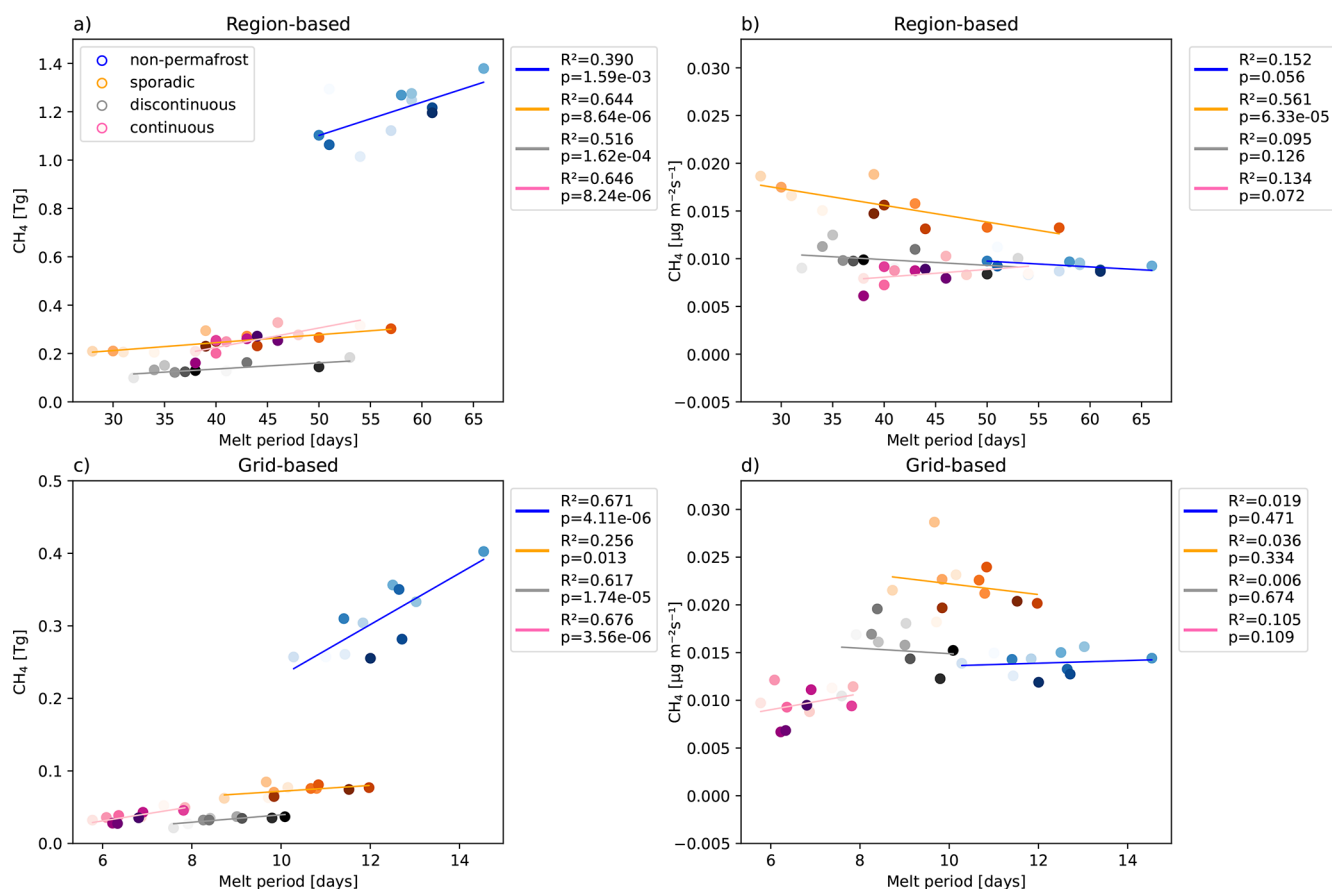 a)
Region-based
CH₄ [Tg]
1.4
1.2
1.0
0.8
0.6
0.4
0.2
0.0
non-permafrost
sporadic
discontinuous
continuous
R²=0.390
p=1.59e-03
R²=0.644
p=8.64e-06
R²=0.516
p=1.62e-04
R²=0.646
p=8.24e-06
30 35 40 45 50 55 60 65
Melt period [days]
b)
Region-based
CH₄ [µg m⁻²s⁻¹]
0.030
0.025
0.020
0.015
0.010
0.005
0.000
−0.005
R²=0.152
p=0.056
R²=0.561
p=6.33e-05
R²=0.095
p=0.126
R²=0.134
p=0.072
30 35 40 45 50 55 60 65
Melt period [days]
c)
Grid-based
CH₄ [Tg]
0.5
0.4
0.3
0.2
0.1
0.0
R²=0.671
p=4.11e-06
R²=0.256
p=0.013
R²=0.617
p=1.74e-05
R²=0.676
p=3.56e-06
6 8 10 12 14
Melt period [days]
d)
Grid-based
CH₄ [µg m⁻²s⁻¹]
0.030
0.025
0.020
0.015
0.010
0.005
0.000
−0.005
R²=0.019
p=0.471
R²=0.036
p=0.334
R²=0.006
p=0.674
R²=0.105
p=0.109
6 8 10 12 14
Melt period [days]